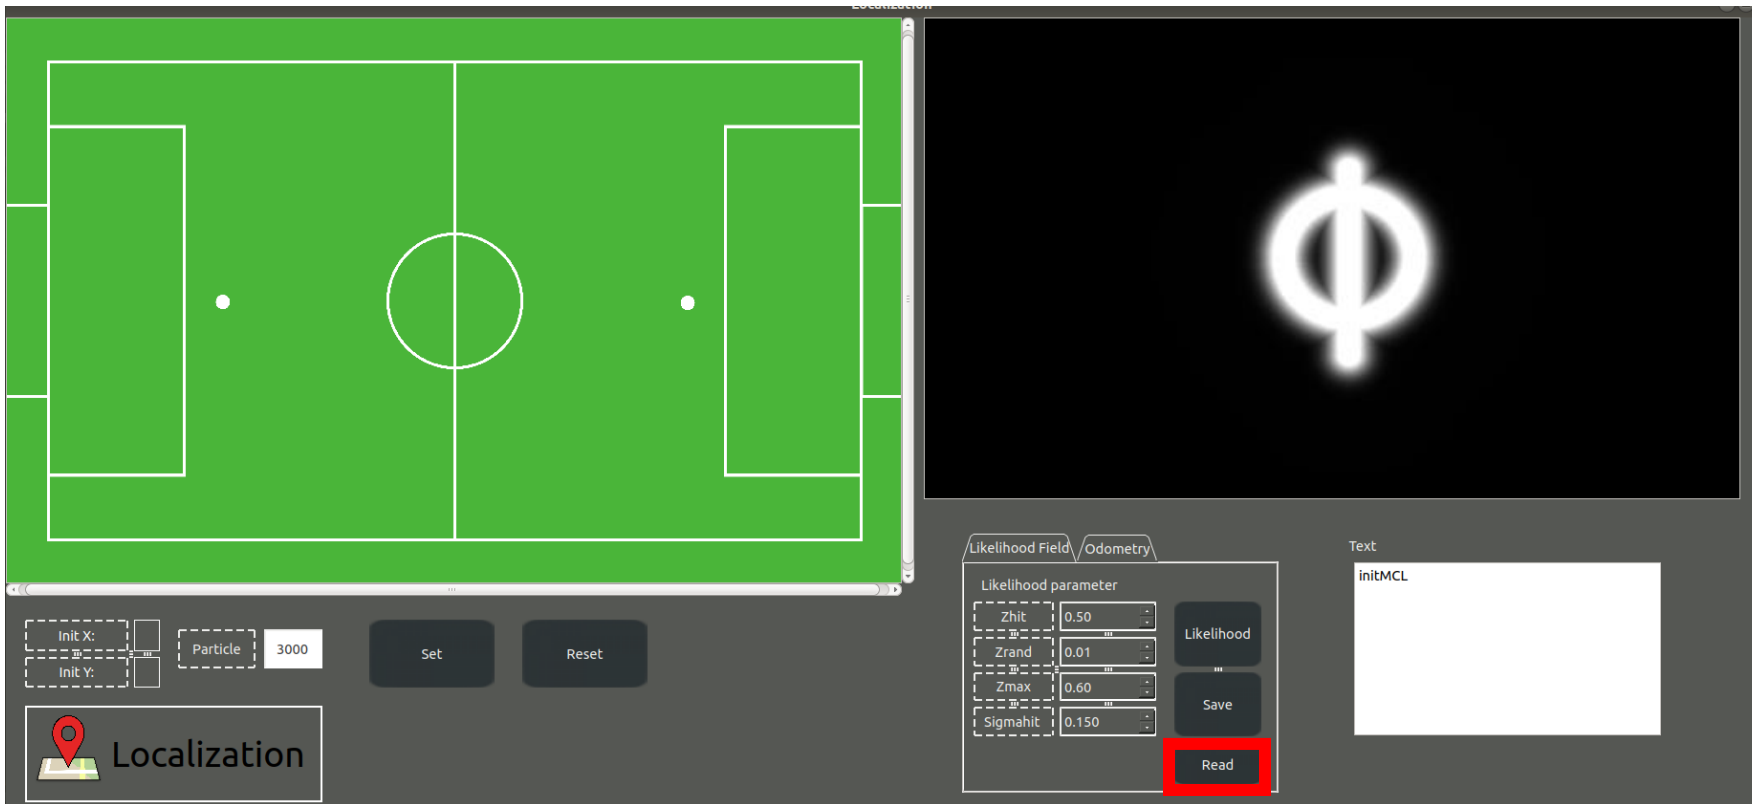 Localization
Likelihood Field
Odometry
Text
Likelihood parameter
initMCL
Zhit
0.50
Likelihood
Zrand
0.01
Zmax
0.60
Save
Sigmahit
0.150
Read
Init X:
Particle
3000
Set
Reset
Init Y:
Localization